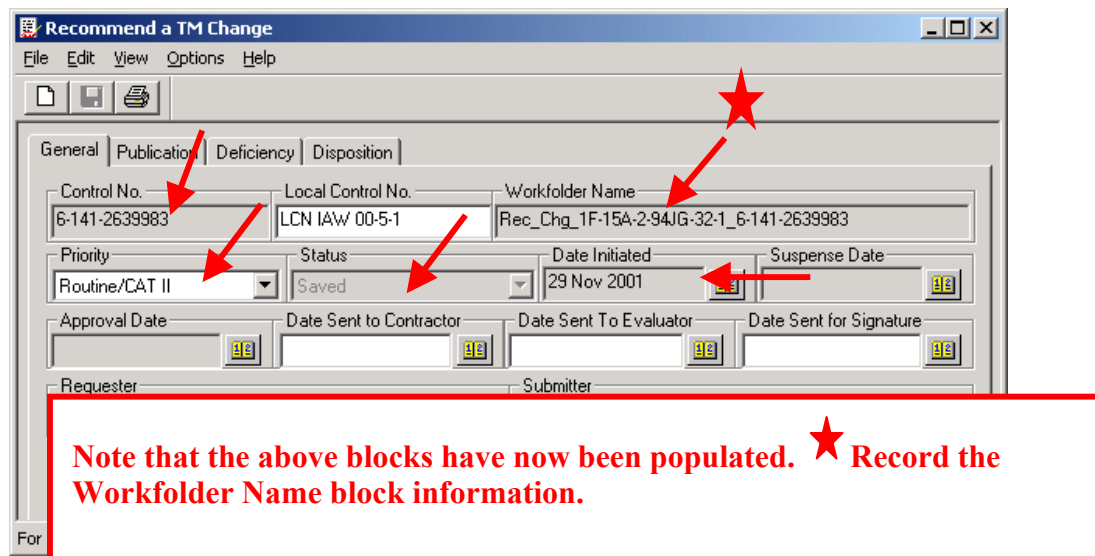 Recommend a TM Change
File Edit View Options Help
General Publication Deficiency Disposition
Control No. Local Control No. Workfolder Name
6-141-2639983 LCN IAW 00-5-1 Rec_Chg_1F-15A-2-94JG-32-1_6-141-2639983
Priority Status Date Initiated Suspense Date
Routine/CAT II Saved 29 Nov 2001
Approval Date Date Sent to Contractor Date Sent To Evaluator Date Sent for Signature
Requester Submitter
Note that the above blocks have now been populated. Record the
Workfolder Name block information.
For